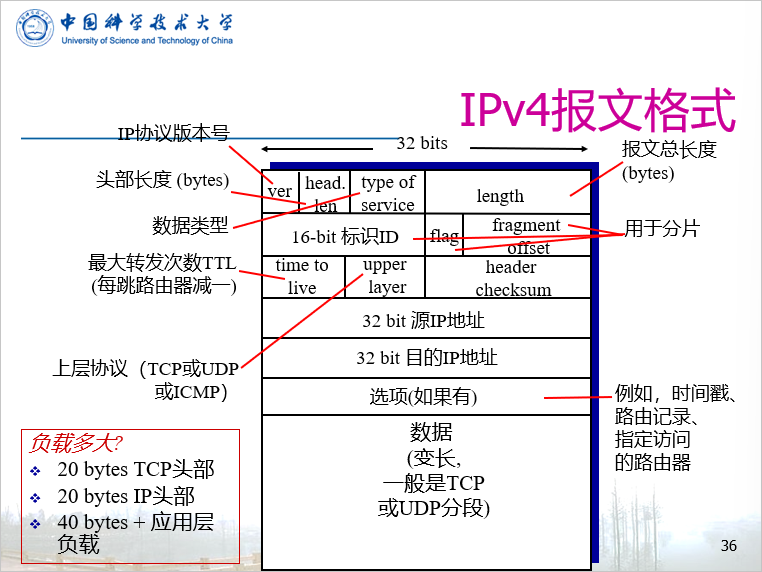 中国科学技术大学
University of Science and Technology of China
IPv4报文格式
IP协议版本号
32 bits
报文总长度
(bytes)
头部长度 (bytes)
ver
head.
len
type of
service
length
数据类型
16-bit 标识ID
flag
fragment
offset
用于分片
最大转发次数TTL
(每跳路由器减一)
time to
live
upper
layer
header
checksum
32 bit 源IP地址
32 bit 目的IP地址
上层协议（TCP或UDP
或ICMP）
选项(如果有)
例如，时间戳、
路由记录、
指定访问
的路由器
数据
(变长,
一般是TCP
或UDP分段)
负载多大?
20 bytes TCP头部
20 bytes IP头部
40 bytes + 应用层
负载
36